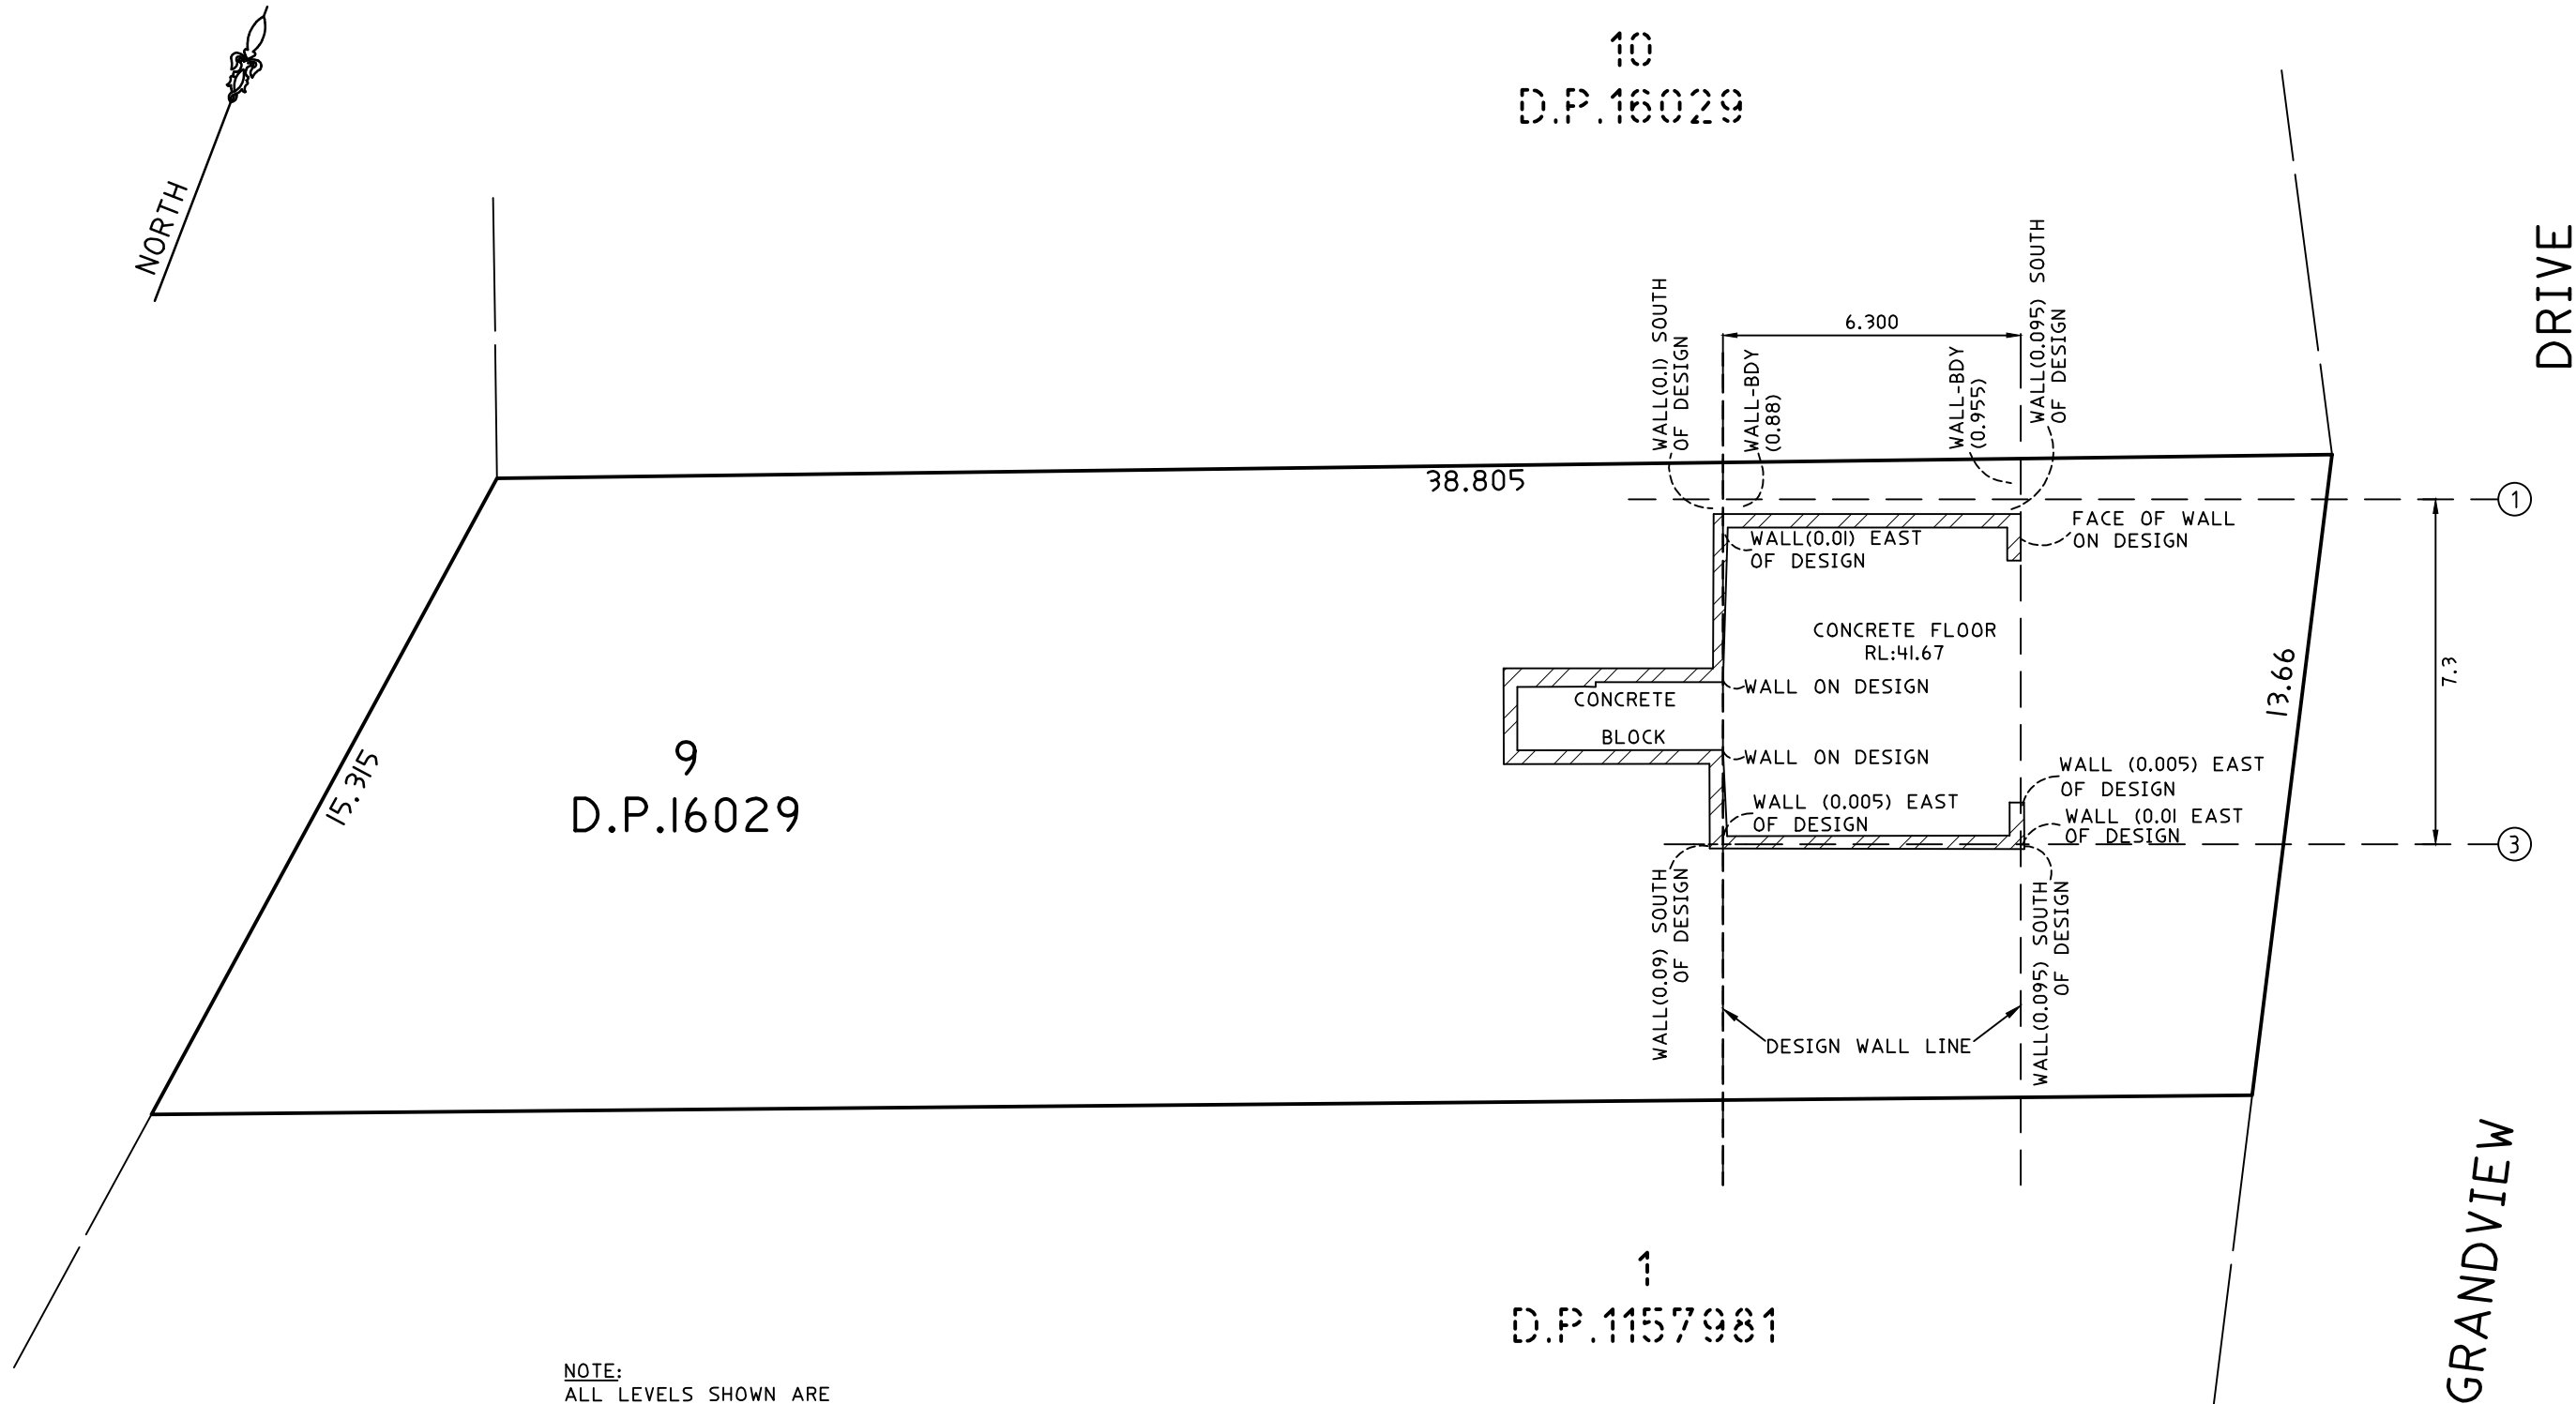 NORTH
10
D.P.16029
DRIVE
6.300
WALL(0.1) SOUTH
OF DESIGN
WALL-BDY
(0.88)
WALL-BDY
(0.955)
WALL(0.095) SOUTH
OF DESIGN
38.805
1
FACE OF WALL
ON DESIGN
WALL(0.01) EAST
OF DESIGN
CONCRETE FLOOR
RL:41.67
WALL ON DESIGN
CONCRETE
BLOCK
WALL ON DESIGN
13.66
7.3
15.315
9
D.P.16029
WALL (0.005) EAST
OF DESIGN
WALL (0.005) EAST
OF DESIGN
WALL (0.01 EAST
OF DESIGN
3
WALL(0.09) SOUTH
OF DESIGN
WALL(0.095) SOUTH
OF DESIGN
DESIGN WALL LINE
GRANDVIEW
1
D.P.1157981
NOTE:
ALL LEVELS SHOWN ARE